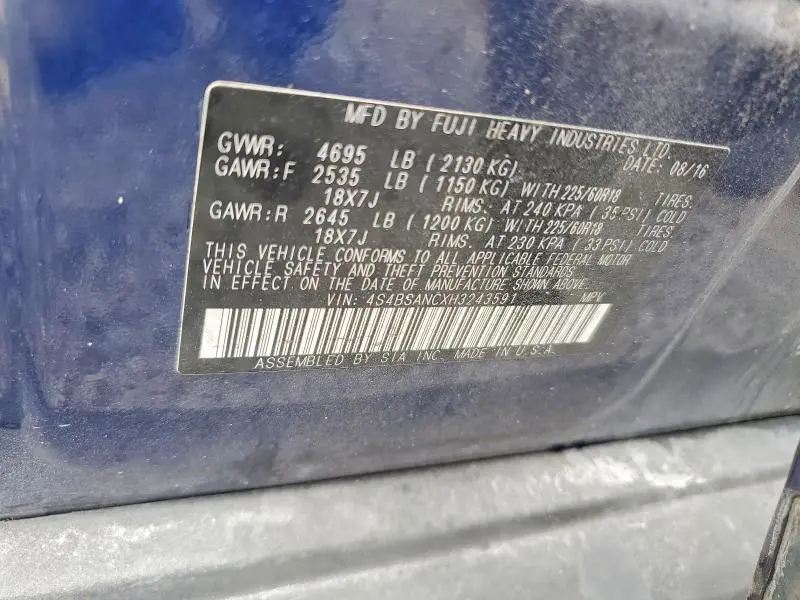 MFD BY FUJI HEAVY INDUSTRIES LTD.
GVWR: 4695 LB (2130 KG) DATE: 08/16
GAWR:F 2535 LB (1150 KG) WITH 225/60R18 TIRES,
18X7J RIMS. AT 240 KPA (35 PSI) COLD
GAWR:R 2645 LB (1200 KG) WITH 225/60R18 TIRES,
18X7J RIMS. AT 230 KPA (33 PSI) COLD
THIS VEHICLE CONFORMS TO ALL APPLICABLE FEDERAL MOTOR
VEHICLE SAFETY AND THEFT PREVENTION STANDARDS
IN EFFECT ON THE DATE OF MANUFACTURE SHOWN ABOVE.
VIN: 4S4BSANCXH3243591 MPV
ASSEMBLED BY SIA INC. MADE IN U.S.A.